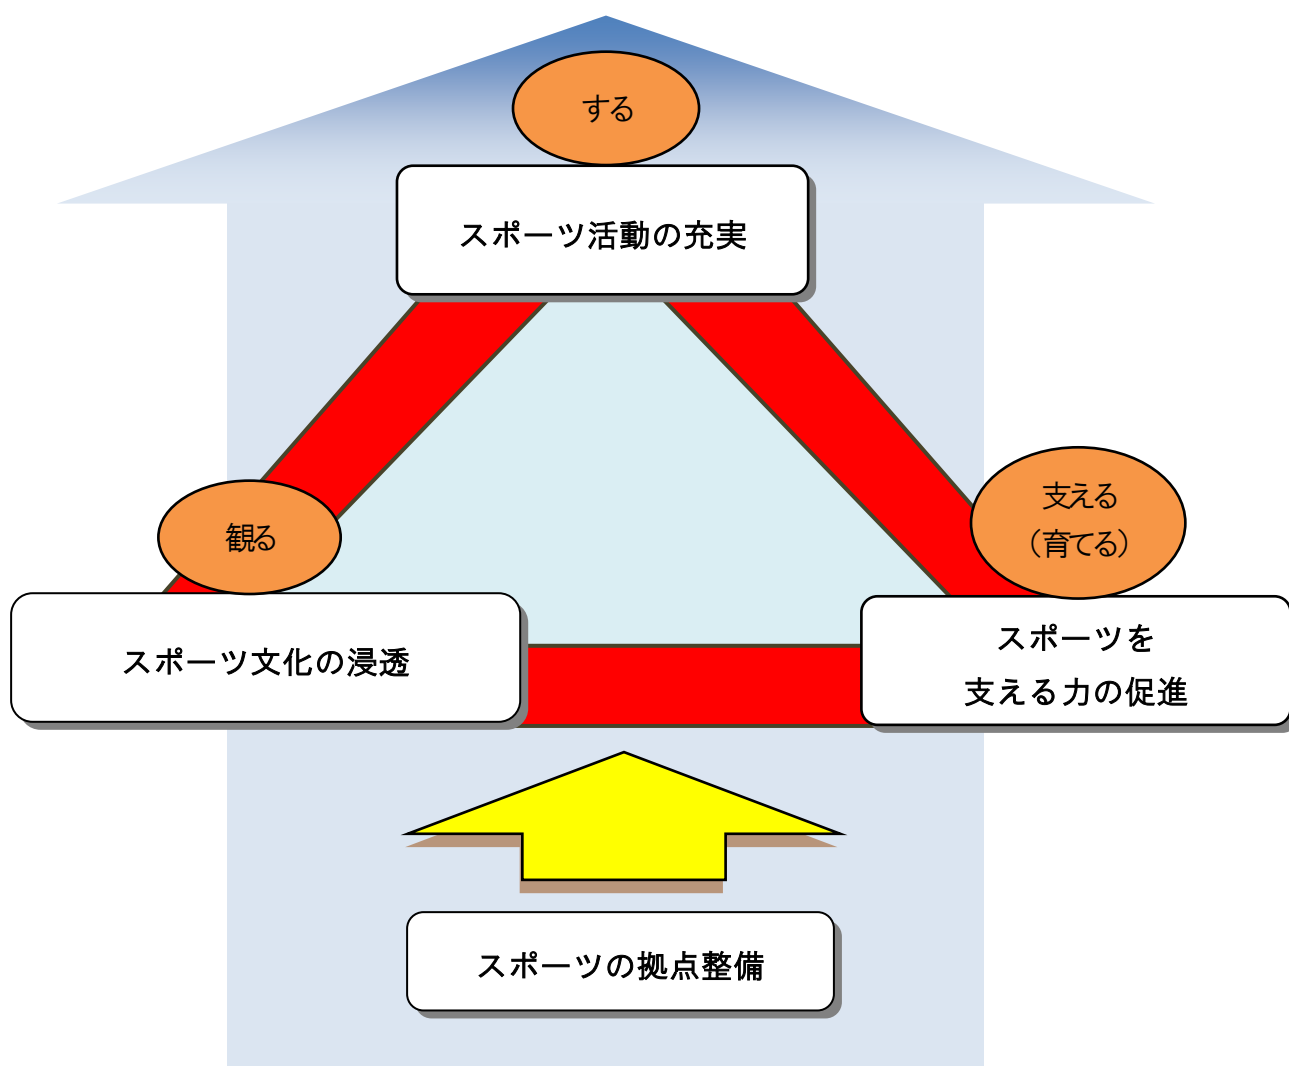 する
スポーツ活動の充実
観る
スポーツ文化の浸透
支える
（育てる）
スポーツを
支える力の促進
スポーツの拠点整備